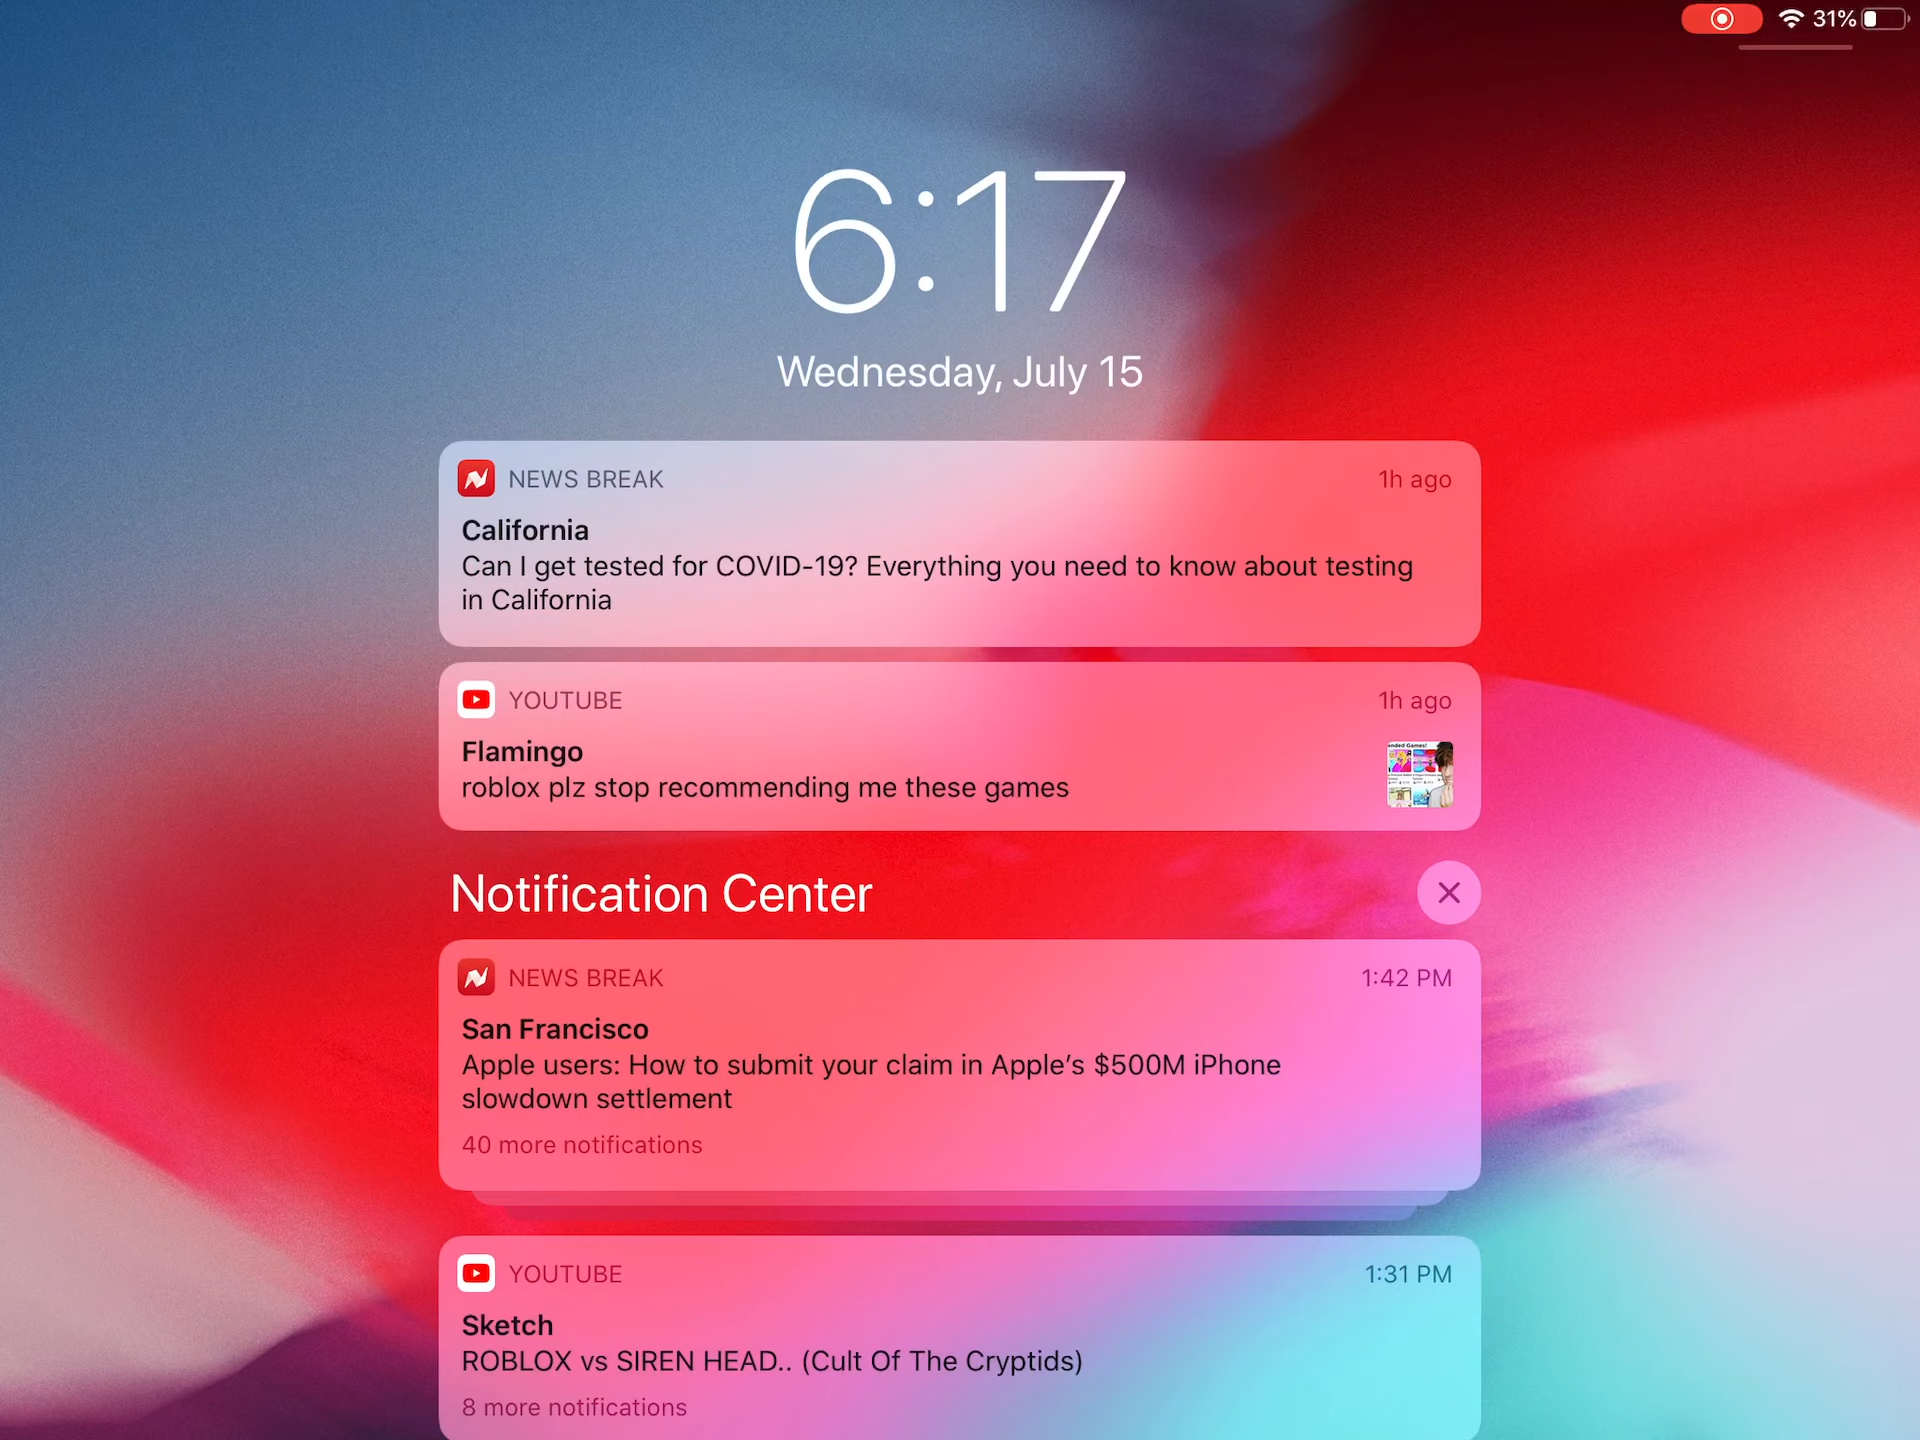 31%
6:17
Wednesday, July 15
NEWS BREAK
1h ago
California
Can I get tested for COVID-19? Everything you need to know about testing
in California
YOUTUBE
1h ago
Flamingo
roblox plz stop recommending me these games
Notification Center
NEWS BREAK
1:42 PM
San Francisco
Apple users: How to submit your claim in Apple’s $500M iPhone
slowdown settlement
40 more notifications
YOUTUBE
1:31 PM
Sketch
ROBLOX vs SIREN HEAD.. (Cult Of The Cryptids)
8 more notifications